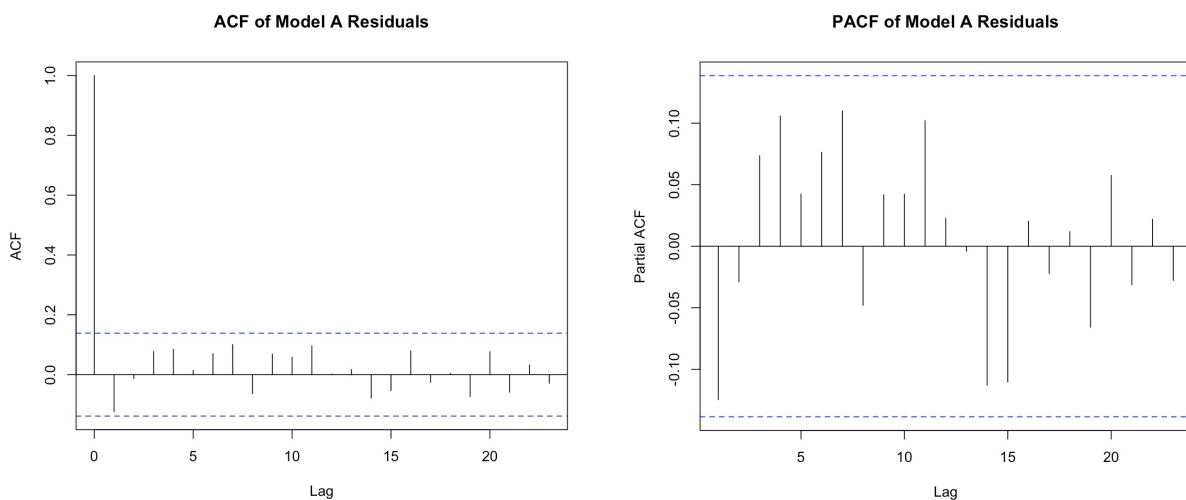 ACF of Model A Residuals
ACF
1.0
0.8
0.6
0.4
0.2
0.0
0 5 10 15 20
Lag
PACF of Model A Residuals
Partial ACF
0.10
0.05
0.00
-0.05
-0.10
5 10 15 20
Lag